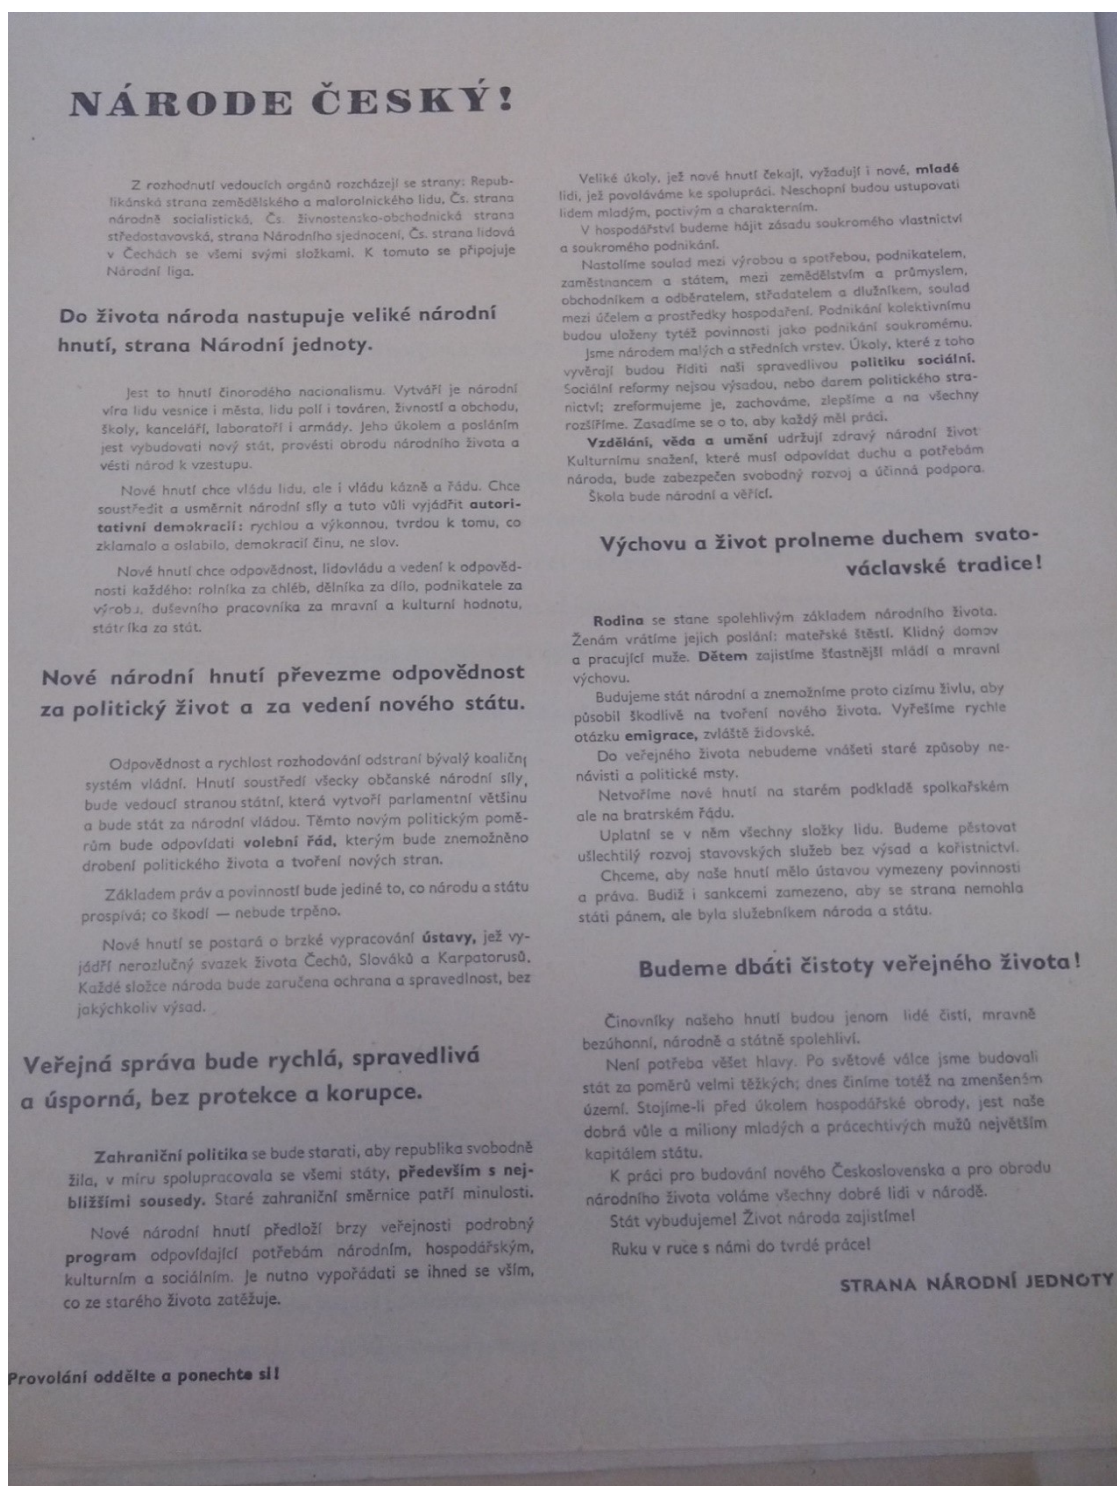 NÁRODE ČESKÝ!
Z rozhodnutí vedoucích orgánů rozcházejí se strany: Repub-
likánská strana zemědělského a malorolnického lidu, Čs. strana
národně socialistická, Čs. živnostensko-obchodnická strana
středostavovská, strana Národního sjednocení, Čs. strana lidová
v Čechách se všemi svými složkami. K tomuto se připojuje
Národní liga.
Do života národa nastupuje veliké národní
hnutí, strana Národní jednoty.
Jest to hnutí činorodého nacionalismu. Vytváří je národní
víra lidu vesnice i města, lidu polí i továren, živností a obchodu,
školy, kanceláří, laboratoří i armády. Jeho úkolem a posláním
jest vybudovati nový stát, provésti obrodu národního života a
vésti národ k vzestupu.
Nové hnutí chce vládu lidu, ale i vládu kázně a řádu. Chce
soustředit a usměrnit národní síly a tuto vůli vyjádřit autori-
tativní demokracií: rychlou a výkonnou, tvrdou k tomu, co
zklamalo a oslabilo, demokracií činu, ne slov.
Nové hnutí chce odpovědnost, lidovládu a vedení k odpověd-
nosti každého: rolníka za chléb, dělníka za dílo, podnikatele za
výrobu, duševního pracovníka za mravní a kulturní hodnotu,
státníka za stát.
Nové národní hnutí převezme odpovědnost
za politický život a za vedení nového státu.
Odpovědnost a rychlost rozhodování odstraní bývalý koaliční
systém vládní. Hnutí soustředí všecky občanské národní síly,
bude vedoucí stranou státní, která vytvoří parlamentní většinu
a bude stát za národní vládou. Těmto novým politickým pomě-
rům bude odpovídati volební řád, kterým bude znemožněno
drobení politického života a tvoření nových stran.
Základem práv a povinností bude jediné to, co národu a státu
prospívá; co škodí — nebude trpěno.
Nové hnutí se postará o brzké vypracování ústavy, jež vy-
jádří nerozlučný svazek života Čechů, Slováků a Karpatorusů.
Každé složce národa bude zaručena ochrana a spravedlnost, bez
jakýchkoliv výsad.
Veřejná správa bude rychlá, spravedlivá
a úsporná, bez protekce a korupce.
Zahraniční politika se bude starati, aby republika svobodně
žila, v míru spolupracovala se všemi státy, především s nej-
bližšími sousedy. Staré zahraniční směrnice patří minulosti.
Nové národní hnutí předloží brzy veřejnosti podrobný
program odpovídající potřebám národním, hospodářským,
kulturním a sociálním. Je nutno vypořádati se ihned se vším,
co ze starého života zatěžuje.
Provolání oddělte a ponechte si!
Veliké úkoly, jež nové hnutí čekají, vyžadují i nové, mladé
lidi, jež povoláváme ke spolupráci. Neschopní budou ustupovati
lidem mladým, poctivým a charakterním.
V hospodářství budeme hájit zásadu soukromého vlastnictví
a soukromého podnikání.
Nastolíme soulad mezi výrobou a spotřebou, podnikatelem,
zaměstnancem a státem, mezi zemědělstvím a průmyslem,
obchodníkem a odběratelem, střadatelem a dlužníkem, soulad
mezi účelem a prostředky hospodaření. Podnikání kolektivnímu
budou uloženy tytéž povinnosti jako podnikání soukromému.
Jsme národem malých a středních vrstev. Úkoly, které z toho
vyvěrají budou říditi naši spravedlivou politiku sociální.
Sociální reformy nejsou výsadou, nebo darem politického stra-
nictví; zreformujeme je, zachováme, zlepšíme a na všechny
rozšíříme. Zasadíme se o to, aby každý měl práci.
Vzdělání, věda a umění udržují zdravý národní život
Kulturnímu snažení, které musí odpovídat duchu a potřebám
národa, bude zabezpečen svobodný rozvoj a účinná podpora.
Škola bude národní a věřící.
Výchovu a život prolneme duchem svato-
václavské tradice!
Rodina se stane spolehlivým základem národního života.
Ženám vrátíme jejich poslání: mateřské štěstí. Klidný domov
a pracující muže. Dětem zajistíme šťastnější mládí a mravní
výchovu.
Budujeme stát národní a znemožníme proto cizímu živlu, aby
působil škodlivě na tvoření nového života. Vyřešíme rychle
otázku emigrace, zvláště židovské.
Do veřejného života nebudeme vnášeti staré způsoby ne-
návisti a politické msty.
Netvoříme nové hnutí na starém podkladě spolkařském
ale na bratrském řádu.
Uplatní se v něm všechny složky lidu. Budeme pěstovat
ušlechtilý rozvoj stavovských služeb bez výsad a kořistnictví.
Chceme, aby naše hnutí mělo ústavou vymezeny povinnosti
a práva. Budiž i sankcemi zamezeno, aby se strana nemohla
státi pánem, ale byla služebníkem národa a státu.
Budeme dbáti čistoty veřejného života!
Činovníky našeho hnutí budou jenom lidé čistí, mravně
bezúhonní, národně a státně spolehliví.
Není potřeba věšet hlavy. Po světové válce jsme budovali
stát za poměrů velmi těžkých; dnes činíme totéž na zmenšeném
území. Stojíme-li před úkolem hospodářské obrody, jest naše
dobrá vůle a miliony mladých a prácechtivých mužů největším
kapitálem státu.
K práci pro budování nového Československa a pro obrodu
národního života voláme všechny dobré lidi v národě.
Stát vybudujeme! Život národa zajistíme!
Ruku v ruce s námi do tvrdé práce!
STRANA NÁRODNÍ JEDNOTY